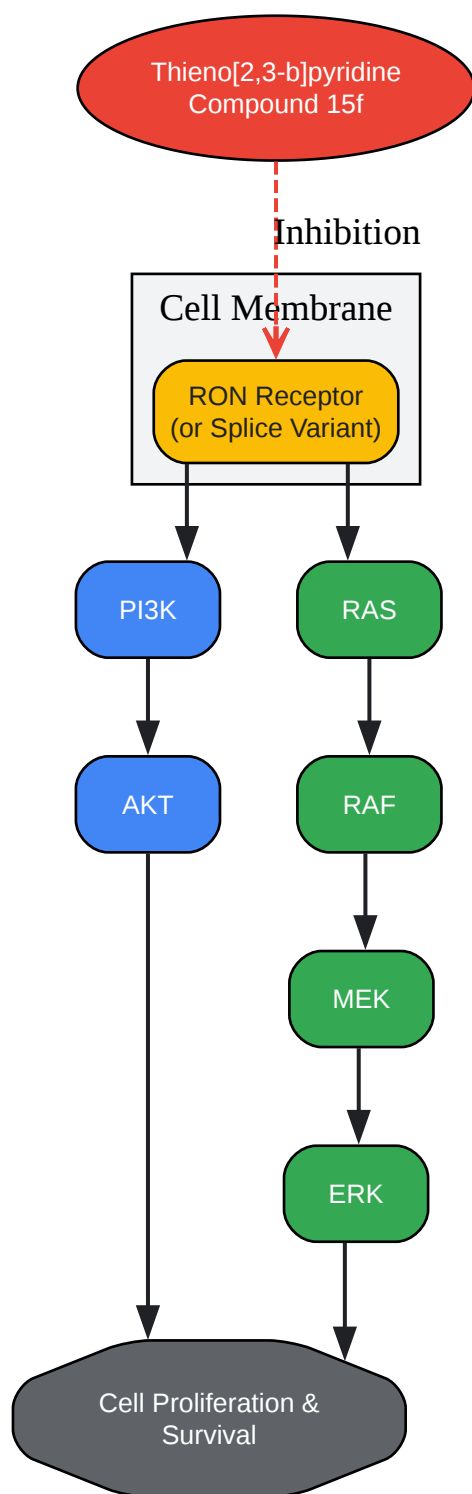 Thieno[2,3-b]pyridine
Compound 15f
Inhibition
Cell Membrane
RON Receptor
(or Splice Variant)
PI3K
RAS
AKT
RAF
MEK
ERK
Cell Proliferation &
Survival